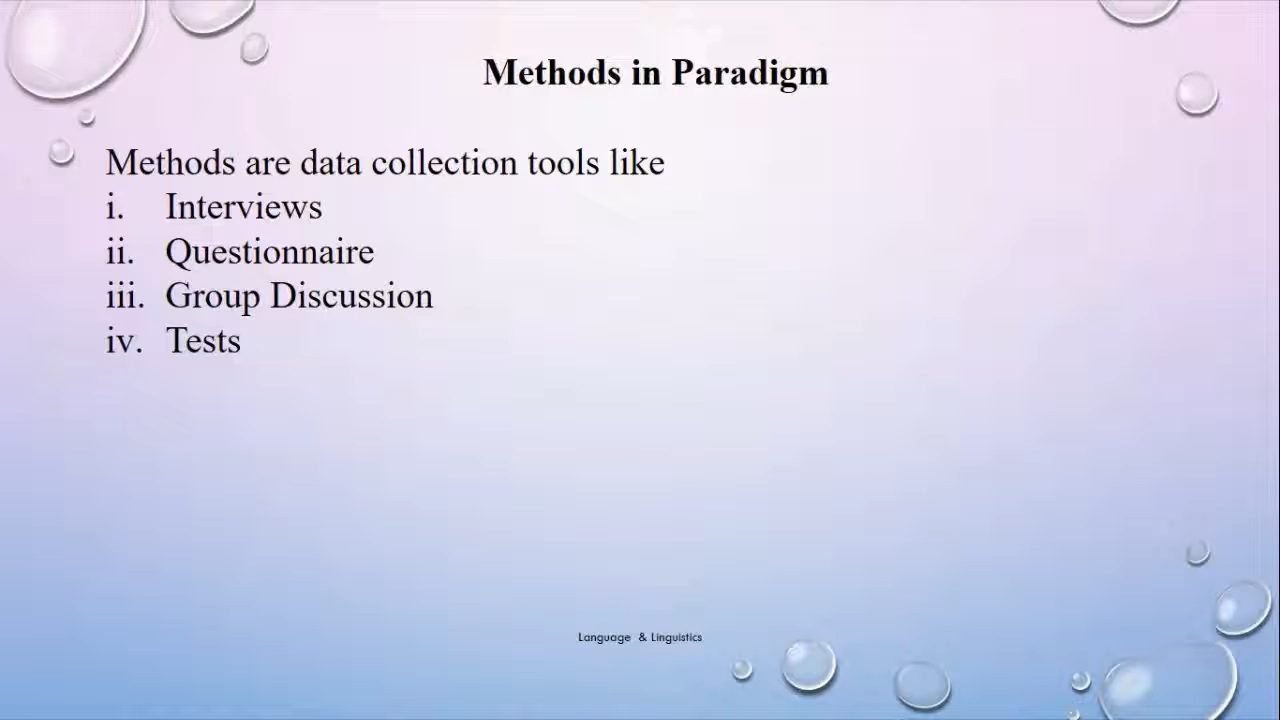 Methods in Paradigm
Methods are data collection tools like
i. Interviews
ii. Questionnaire
iii. Group Discussion
iv. Tests
Language & Linguistics